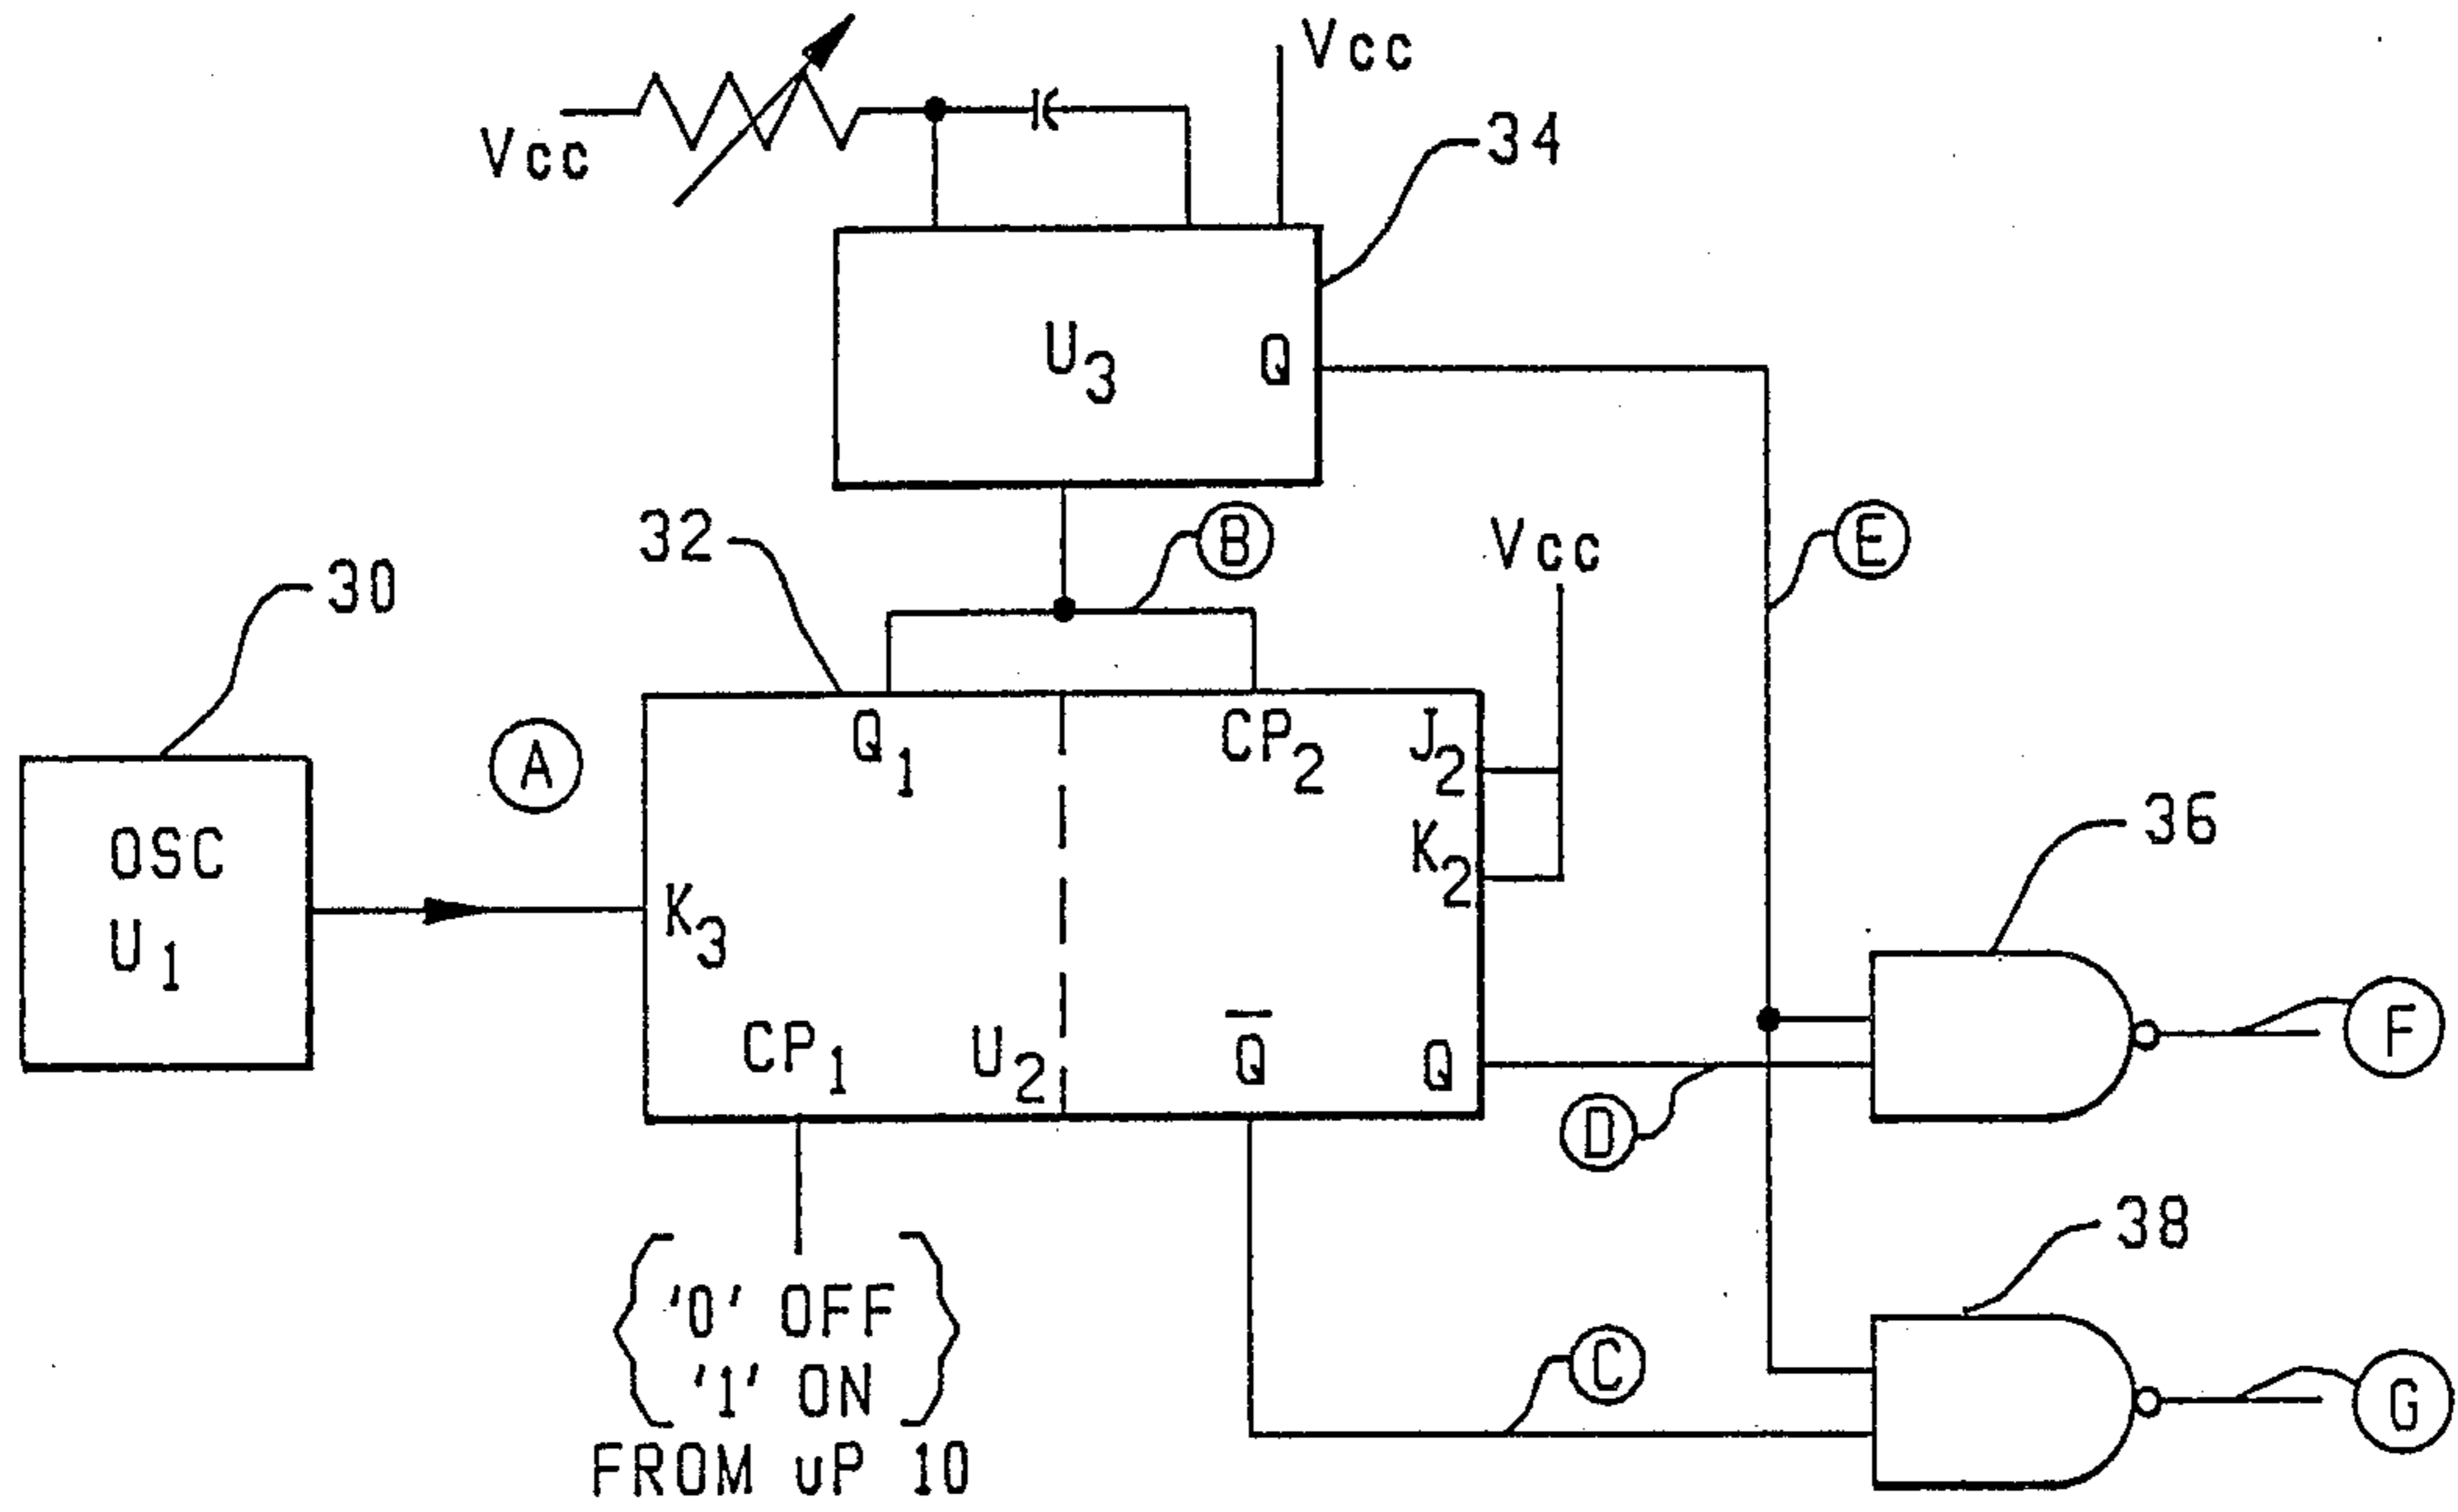 Vcc
Vcc
34
U3
Q
32
B
Vcc
E
30
A
Q1
CP2
J2
K2
36
OSC
U1
K3
CP1
U2
Q̅
Q
F
D
38
'0' OFF
'1' ON
FROM uP 10
C
G